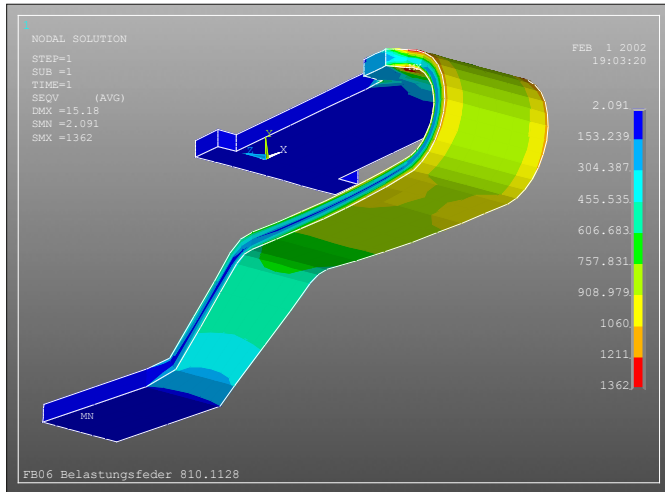 1
NODAL SOLUTION
STEP=1
SUB =1
TIME=1
SEQV (AVG)
DMX =15.18
SMN =2.091
SMX =1362
FEB 1 2002
19:03:20
2.091
153.239
304.387
455.535
606.683
757.831
908.979
1060
1211
1362
MX
Y
Z X
MN
FB06 Belastungsfeder 810.1128